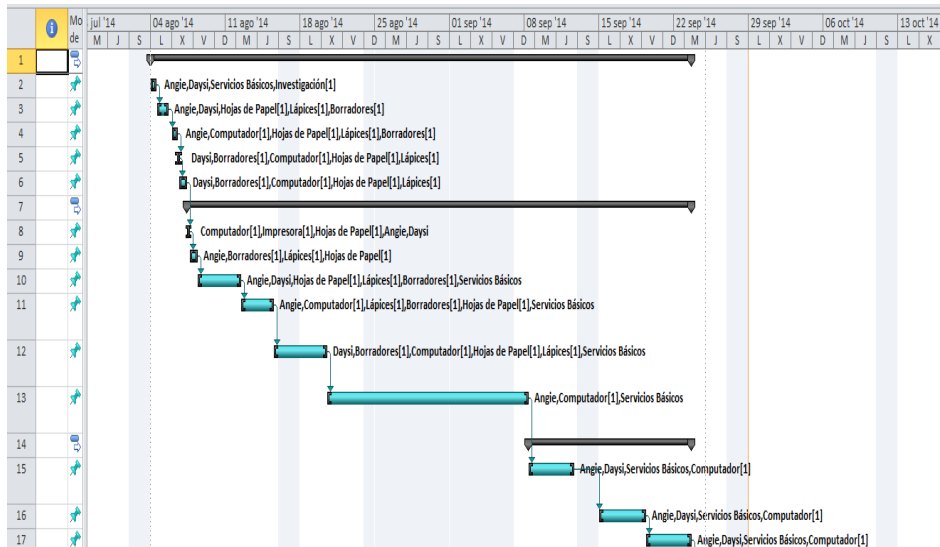 Mo de
jul '14 04 ago '14 11 ago '14 18 ago '14 25 ago '14 01 sep '14 08 sep '14 15 sep '14 22 sep '14 29 sep '14 06 oct '14 13 oct '14
M J S L X V D M J S L X V D M J S L X V D M J S L X V D M J S L X V D M J S L X
1
2 Angie,Daysi,Servicios Básicos,Investigación[1]
3 Angie,Daysi,Hojas de Papel[1],Lápices[1],Borradores[1]
4 Angie,Computador[1],Hojas de Papel[1],Lápices[1],Borradores[1]
5 Daysi,Borradores[1],Computador[1],Hojas de Papel[1],Lápices[1]
6 Daysi,Borradores[1],Computador[1],Hojas de Papel[1],Lápices[1]
7
8 Computador[1],Impresora[1],Hojas de Papel[1],Angie,Daysi
9 Angie,Borradores[1],Lápices[1],Hojas de Papel[1]
10 Angie,Daysi,Hojas de Papel[1],Lápices[1],Borradores[1],Servicios Básicos
11 Angie,Computador[1],Lápices[1],Borradores[1],Hojas de Papel[1],Servicios Básicos
12 Daysi,Borradores[1],Computador[1],Hojas de Papel[1],Lápices[1],Servicios Básicos
13 Angie,Computador[1],Servicios Básicos
14
15 Angie,Daysi,Servicios Básicos,Computador[1]
16 Angie,Daysi,Servicios Básicos,Computador[1]
17 Angie,Daysi,Servicios Básicos,Computador[1]